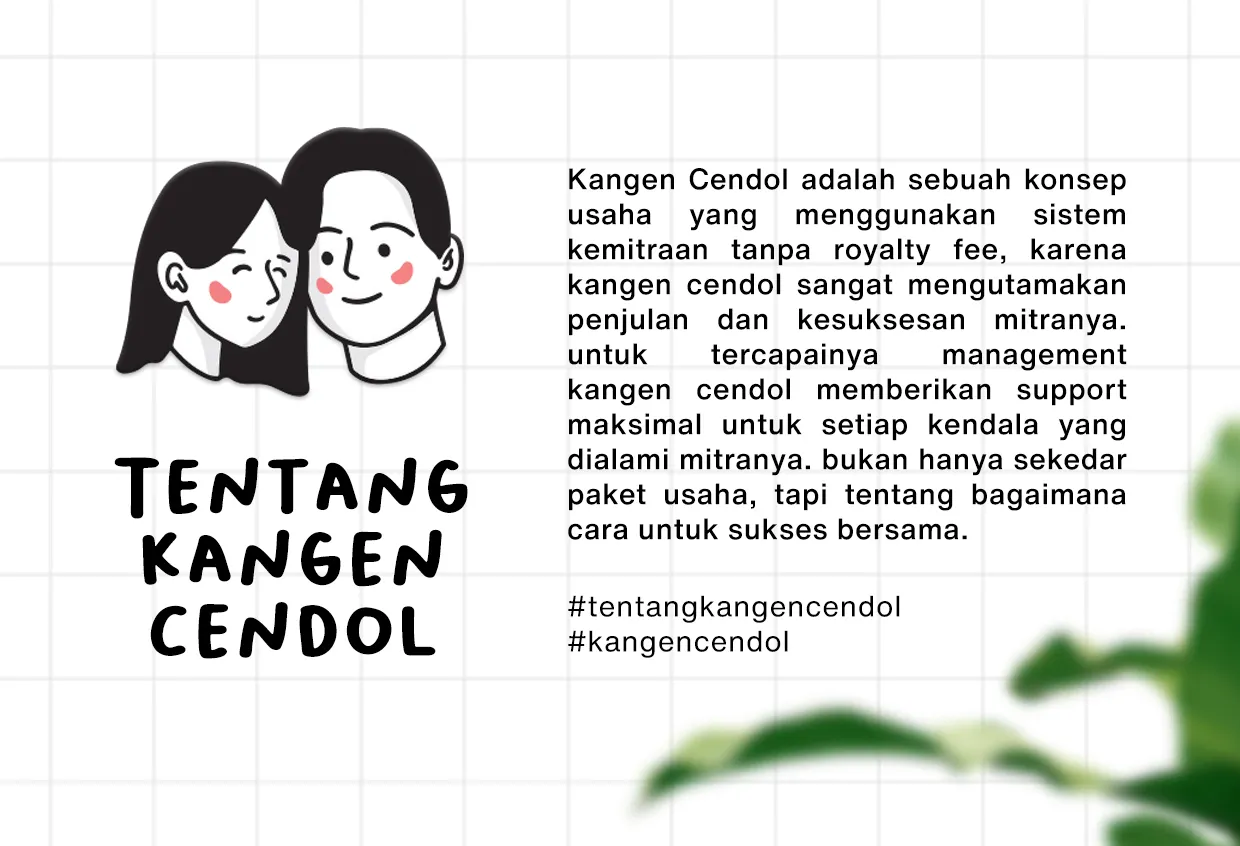 TENTANG
KANGEN
CENDOL
Kangen Cendol adalah sebuah konsep
usaha yang menggunakan sistem
kemitraan tanpa royalty fee, karena
kangen cendol sangat mengutamakan
penjulan dan kesuksesan mitranya.
untuk tercapainya management
kangen cendol memberikan support
maksimal untuk setiap kendala yang
dialami mitranya. bukan hanya sekedar
paket usaha, tapi tentang bagaimana
cara untuk sukses bersama.
#tentangkangencendol
#kangencendol